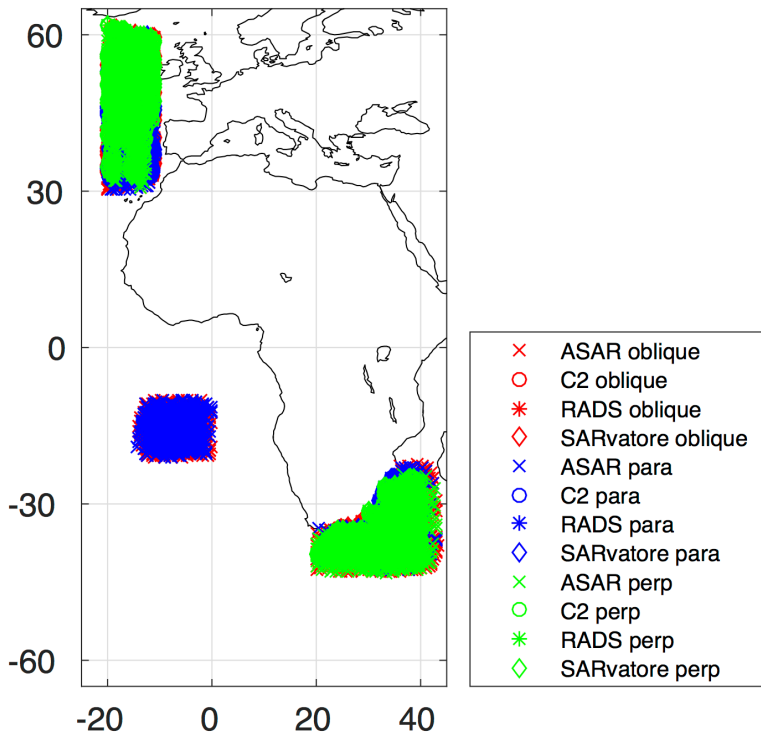 60
30
0
-30
-60
-20 0 20 40
ASAR oblique
C2 oblique
RADS oblique
SARvatore oblique
ASAR para
C2 para
RADS para
SARvatore para
ASAR perp
C2 perp
RADS perp
SARvatore perp